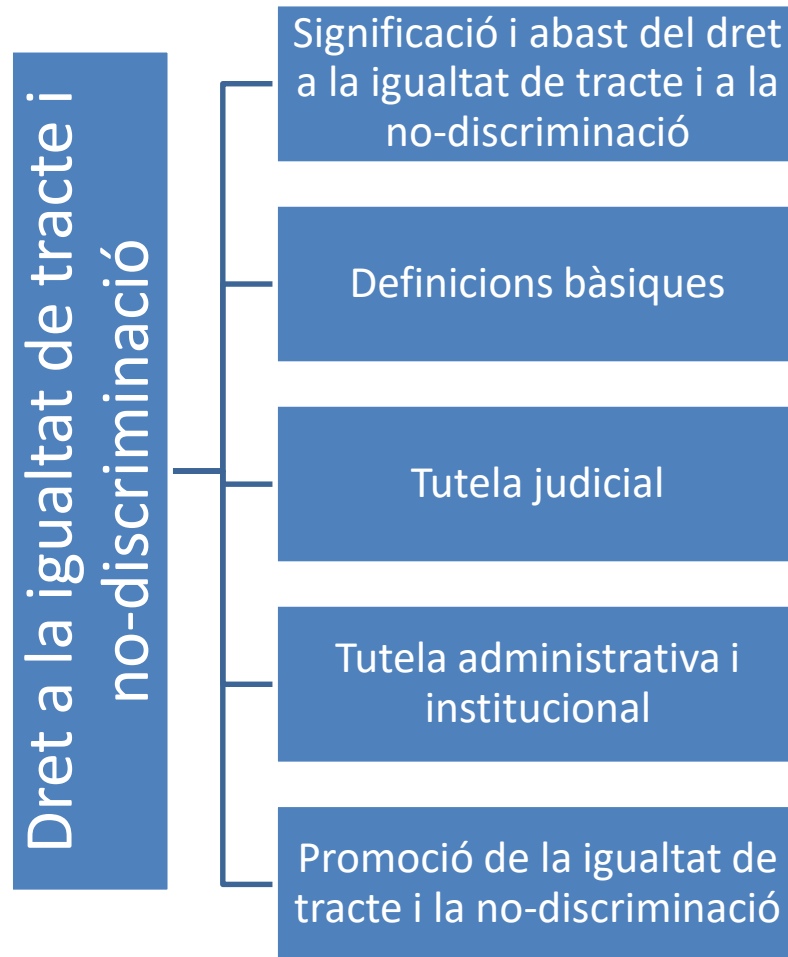 Dret a la igualtat de tracte i
no-discriminació
Significació i abast del dret
a la igualtat de tracte i a la
no-discriminació
Definicions bàsiques
Tutela judicial
Tutela administrativa i
institucional
Promoció de la igualtat de
tracte i la no-discriminació